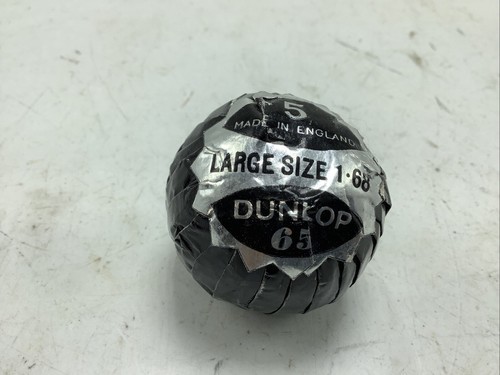 5
MADE IN ENGLAND
LARGE SIZE 1·68
DUNLOP
65